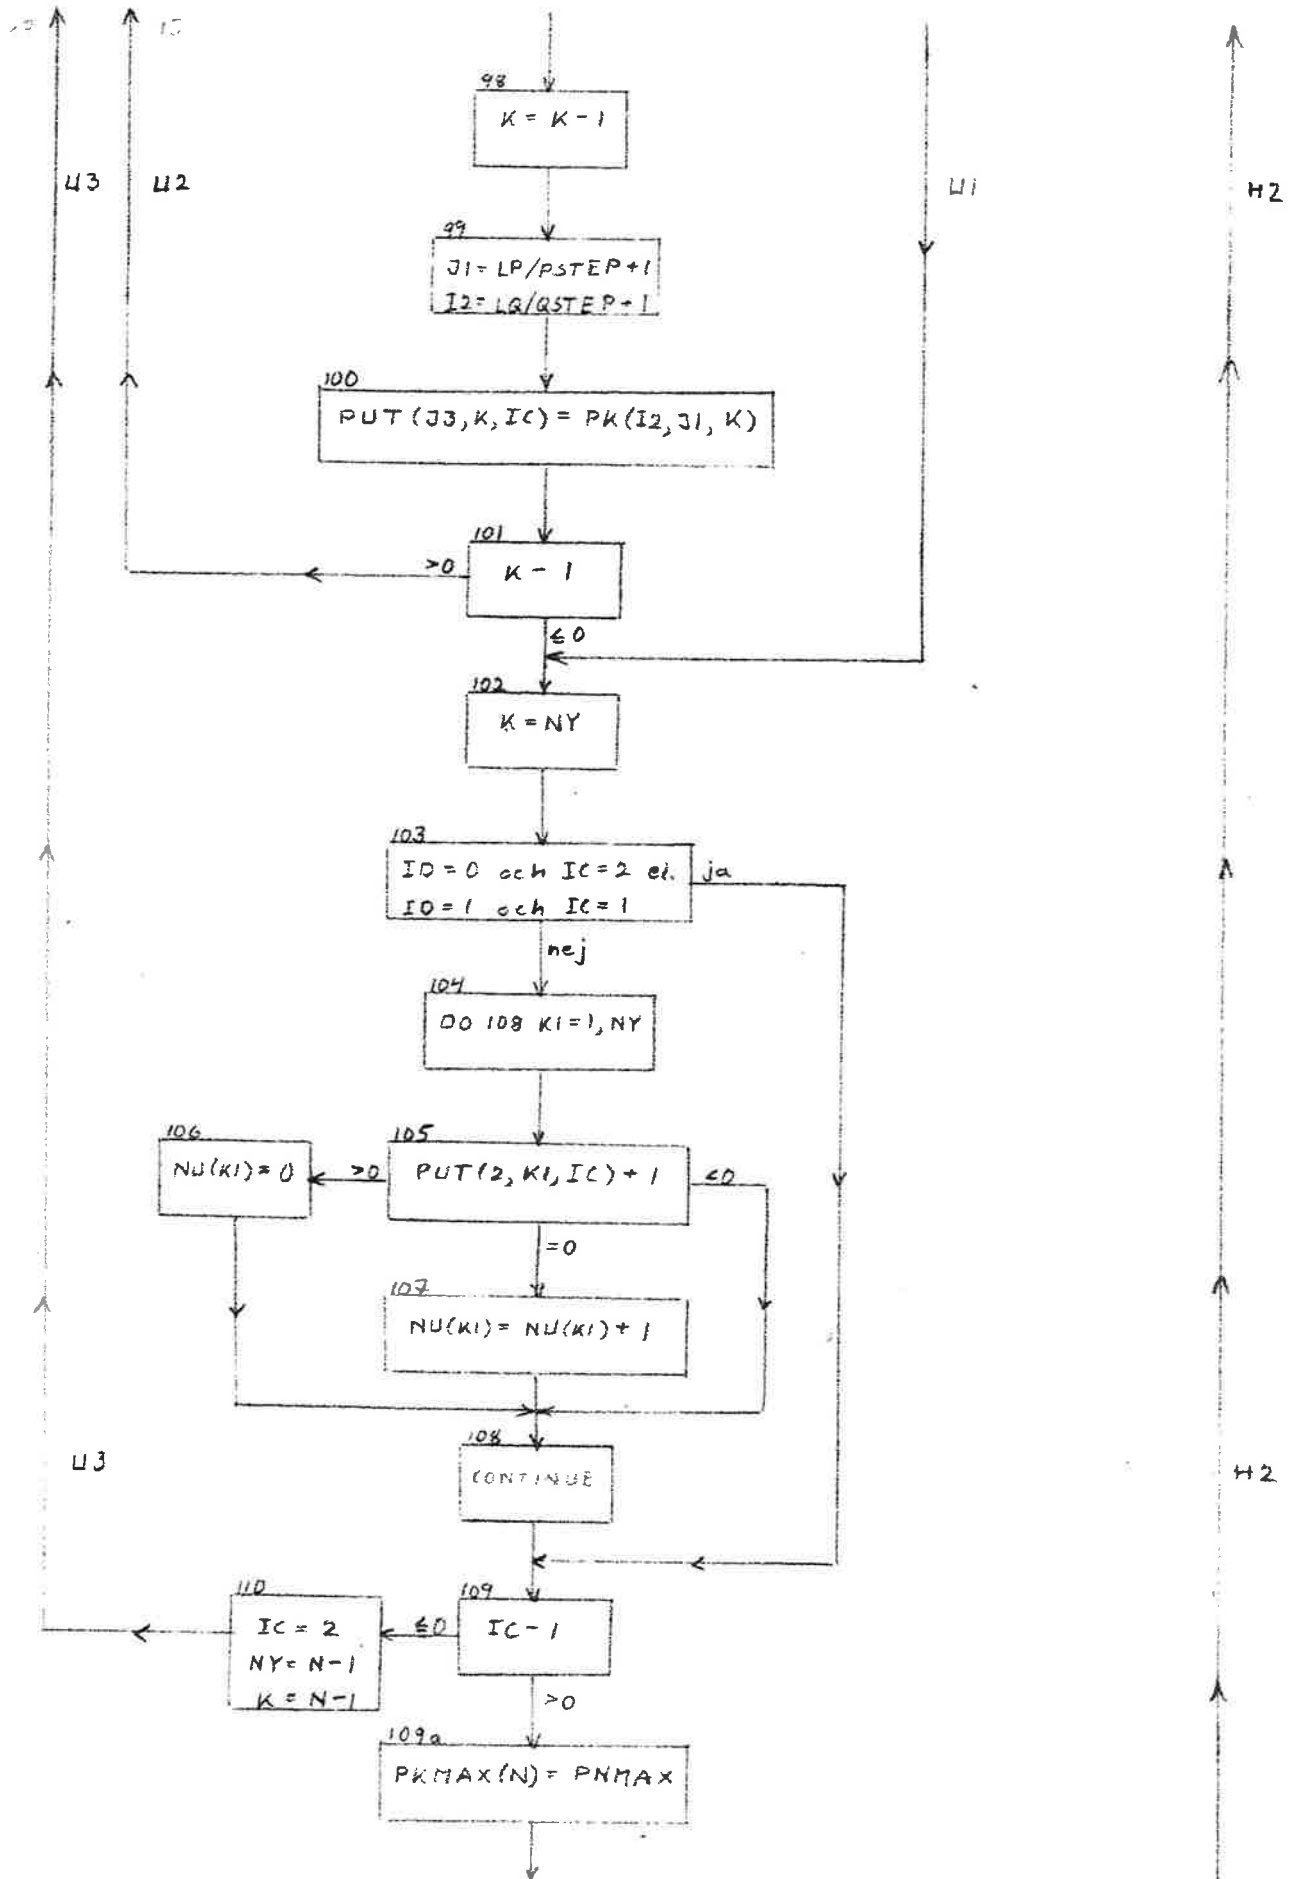 15
98
K = K - 1
U3
U2
U1
H2
99
J1 = LP/PSTEP + 1
I2 = LQ/QSTEP + 1
100
PUT (J3, K, IC) = PK(I2, J1, K)
101
>0
K - 1
≤ 0
102
K = NY
103
ID = 0 och IC = 2 el.
ja
ID = 1 och IC = 1
nej
104
DO 108 K1 = 1, NY
106
105
NU(K1) = 0
>0
PUT(2, K1, IC) + 1
<0
=0
107
NU(K1) = NU(K1) + 1
108
U3
CONTINUE
H2
110
109
IC = 2
≤0
IC - 1
NY = N-1
K = N-1
>0
109a
PKMAX(N) = PNMAX